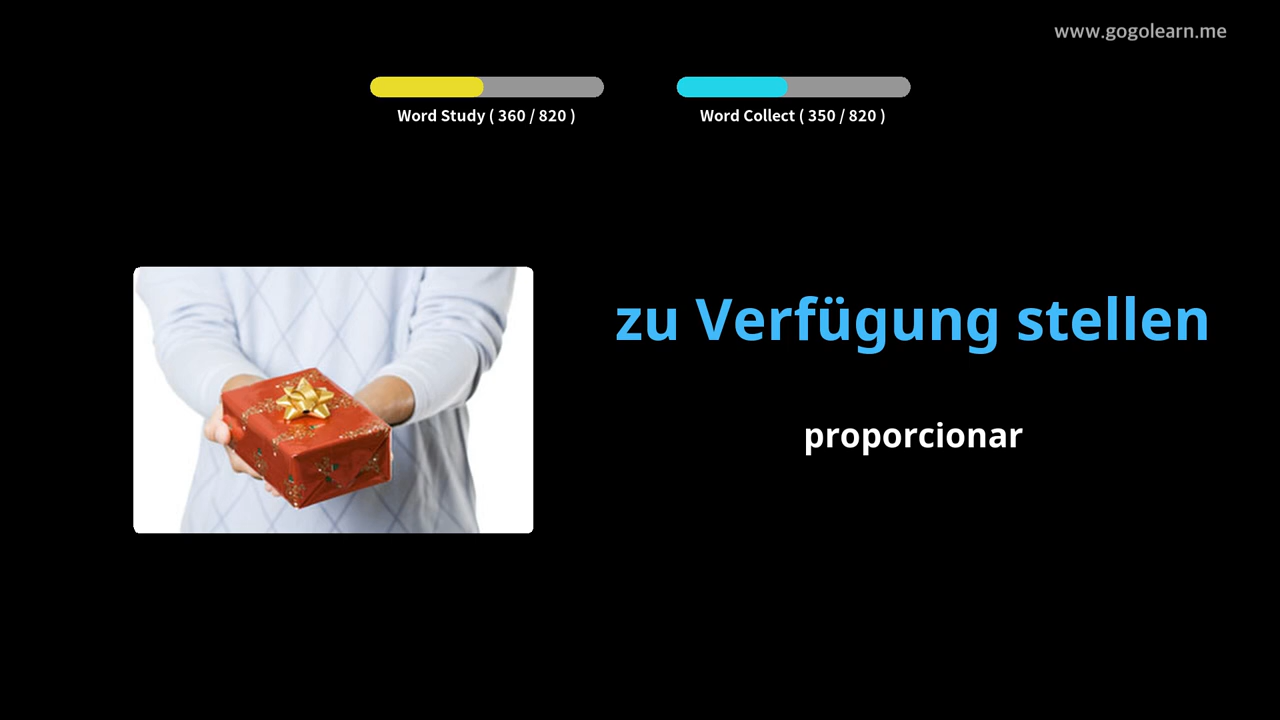 www.gogolearn.me
Word Study ( 360 / 820 )
Word Collect ( 350 / 820 )
zu Verfügung stellen
proporcionar